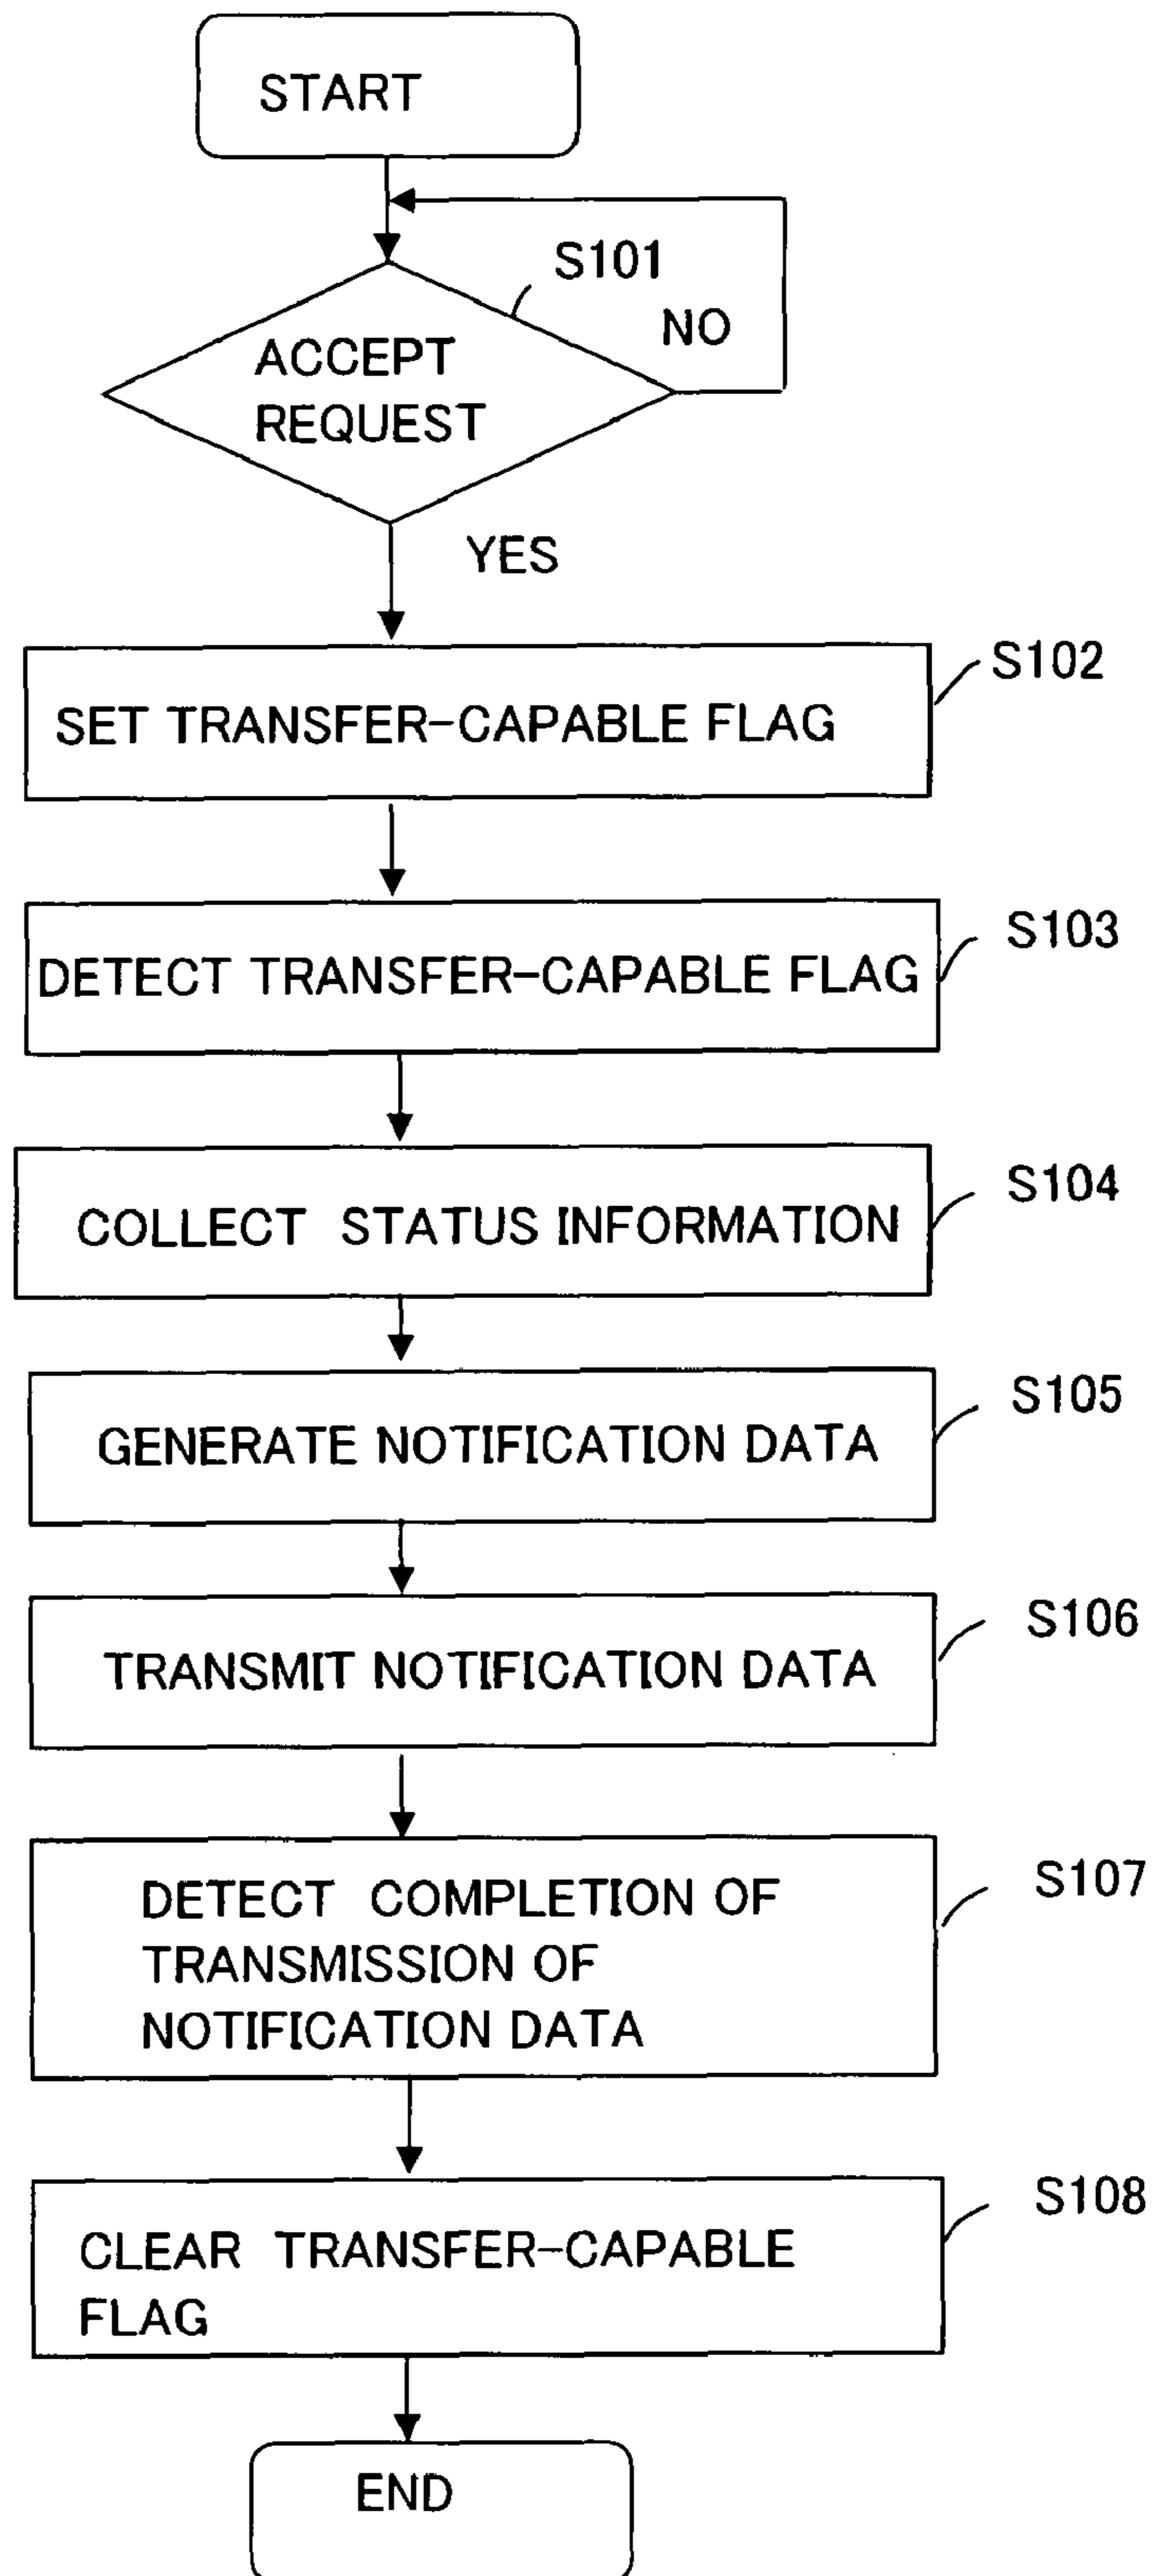 START
S101
NO
ACCEPT
REQUEST
YES
S102
SET TRANSFER-CAPABLE FLAG
S103
DETECT TRANSFER-CAPABLE FLAG
S104
COLLECT STATUS INFORMATION
S105
GENERATE NOTIFICATION DATA
S106
TRANSMIT NOTIFICATION DATA
S107
DETECT COMPLETION OF
TRANSMISSION OF
NOTIFICATION DATA
S108
CLEAR TRANSFER-CAPABLE
FLAG
END